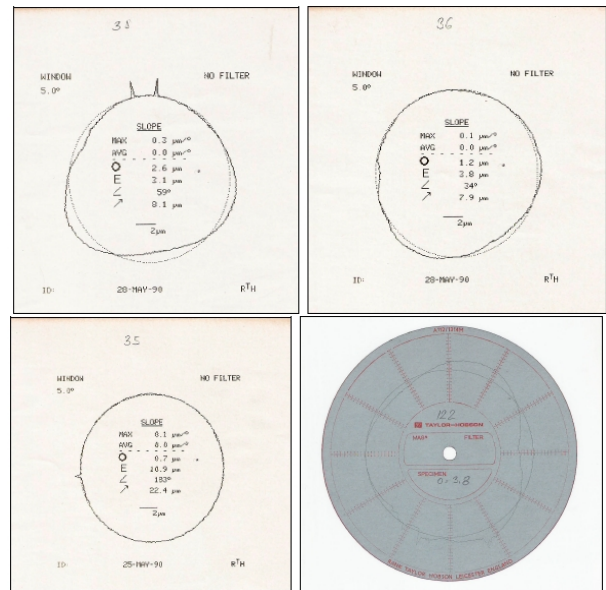 WINDOW
5.0°
NO FILTER
SLOPE
MAX 0.3 µm/°
AVG 0.0 µm/°
2.6 µm
E 3.1 µm
∠ 59°
↗ 8.1 µm
2µm
ID: 28-MAY-90 RTH
36
WINDOW
5.0°
NO FILTER
SLOPE
MAX 0.1 µm/°
AVG 0.0 µm/°
1.2 µm
E 3.8 µm
∠ 34°
↗ 7.9 µm
2µm
ID: 28-MAY-90 RTH
35
WINDOW
5.0°
NO FILTER
SLOPE
MAX 0.1 µm/°
AVG 0.0 µm/°
0.7 µm
E 10.9 µm
∠ 183°
↗ 22.4 µm
2µm
ID: 25-MAY-90 RTH
122
TAYLOR-HOBSON
MAG FILTER
SPECIMEN
RANK TAYLOR HOBSON LEICESTER ENGLAND